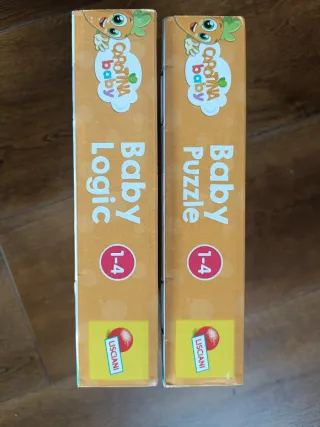 CAROTINA
baby
Baby
Logic
1-4
LISCIANI
CAROTINA
baby
Baby
Puzzle
1-4
LISCIANI